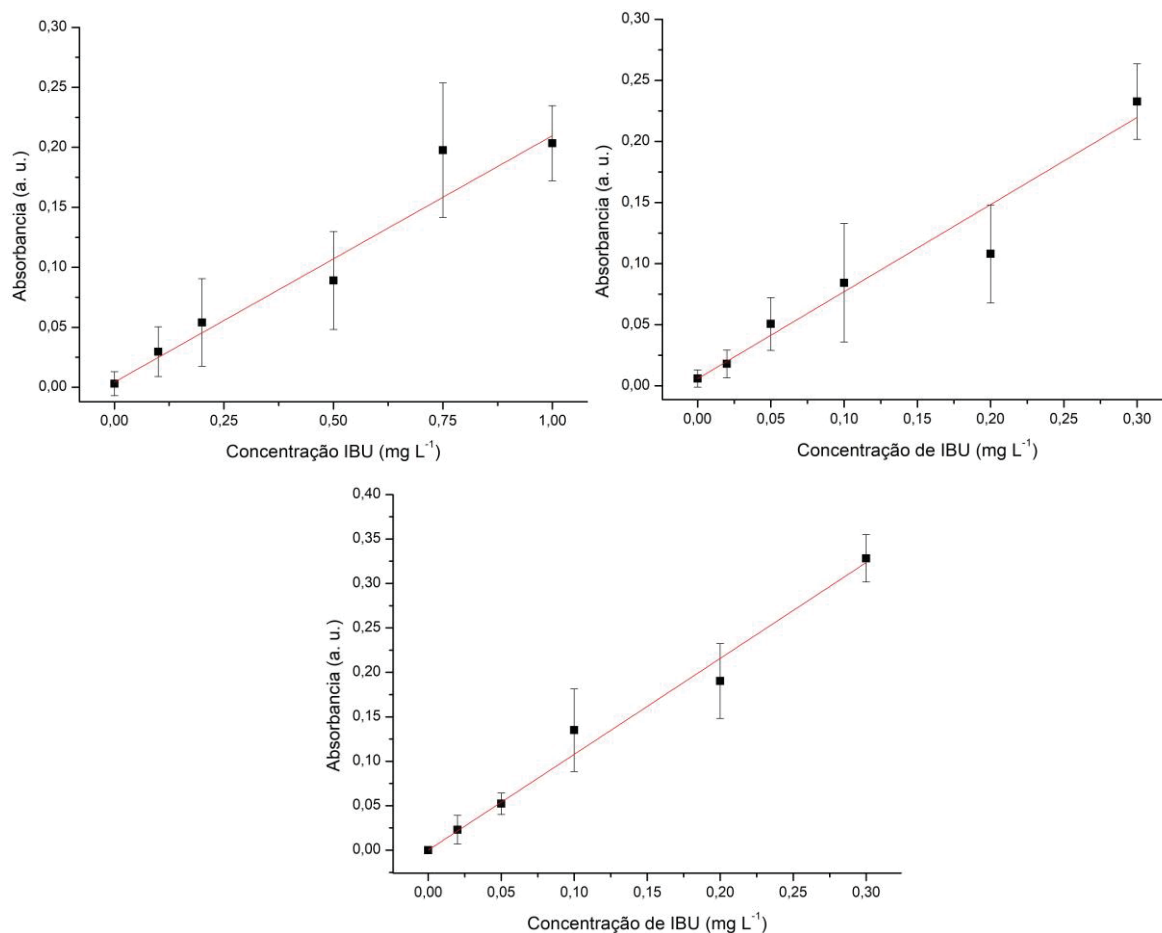 0,30
0,25
0,20
0,15
0,10
0,05
0,00
Absorbancia (a. u.)
0,00 0,25 0,50 0,75 1,00
Concentração IBU (mg L⁻¹)
0,30
0,25
0,20
0,15
0,10
0,05
0,00
Absorbancia (a. u.)
0,00 0,05 0,10 0,15 0,20 0,25 0,30
Concentração de IBU (mg L⁻¹)
0,40
0,35
0,30
0,25
0,20
0,15
0,10
0,05
0,00
Absorbancia (a. u.)
0,00 0,05 0,10 0,15 0,20 0,25 0,30
Concentração de IBU (mg L⁻¹)